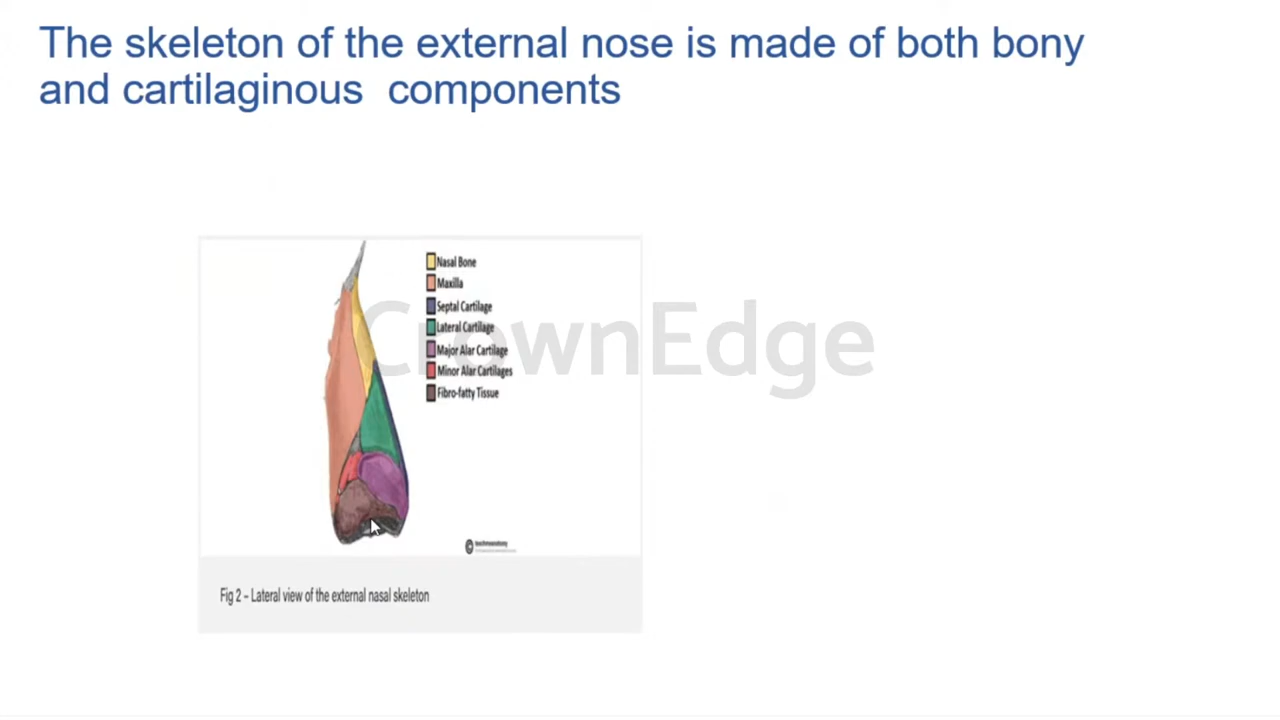 The skeleton of the external nose is made of both bony
and cartilaginous components
Nasal Bone
Maxilla
Septal Cartilage
Lateral Cartilage
Major Alar Cartilage
Minor Alar Cartilages
Fibro-fatty Tissue
CrownEdge
© teachmeanatomy
Fig 2 – Lateral view of the external nasal skeleton